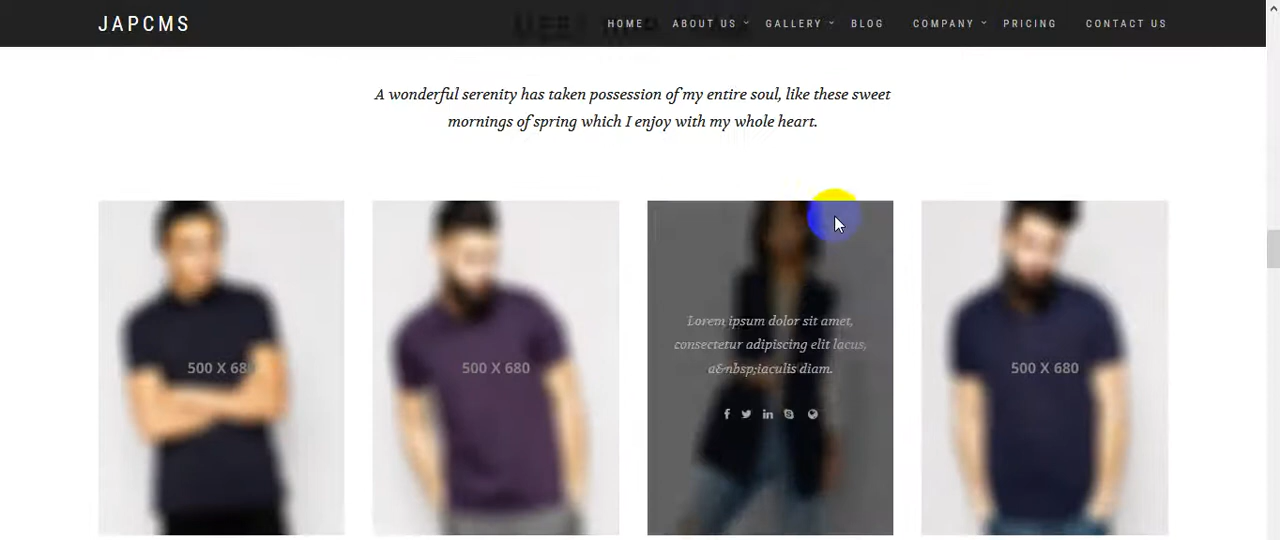 JAPCMS
HOME ABOUT US GALLERY BLOG COMPANY PRICING CONTACT US
A wonderful serenity has taken possession of my entire soul, like these sweet
mornings of spring which I enjoy with my whole heart.
500 X 680
500 X 680
Lorem ipsum dolor sit amet,
consectetur adipiscing elit lacus,
a&nbsp;iaculis diam.
500 X 680